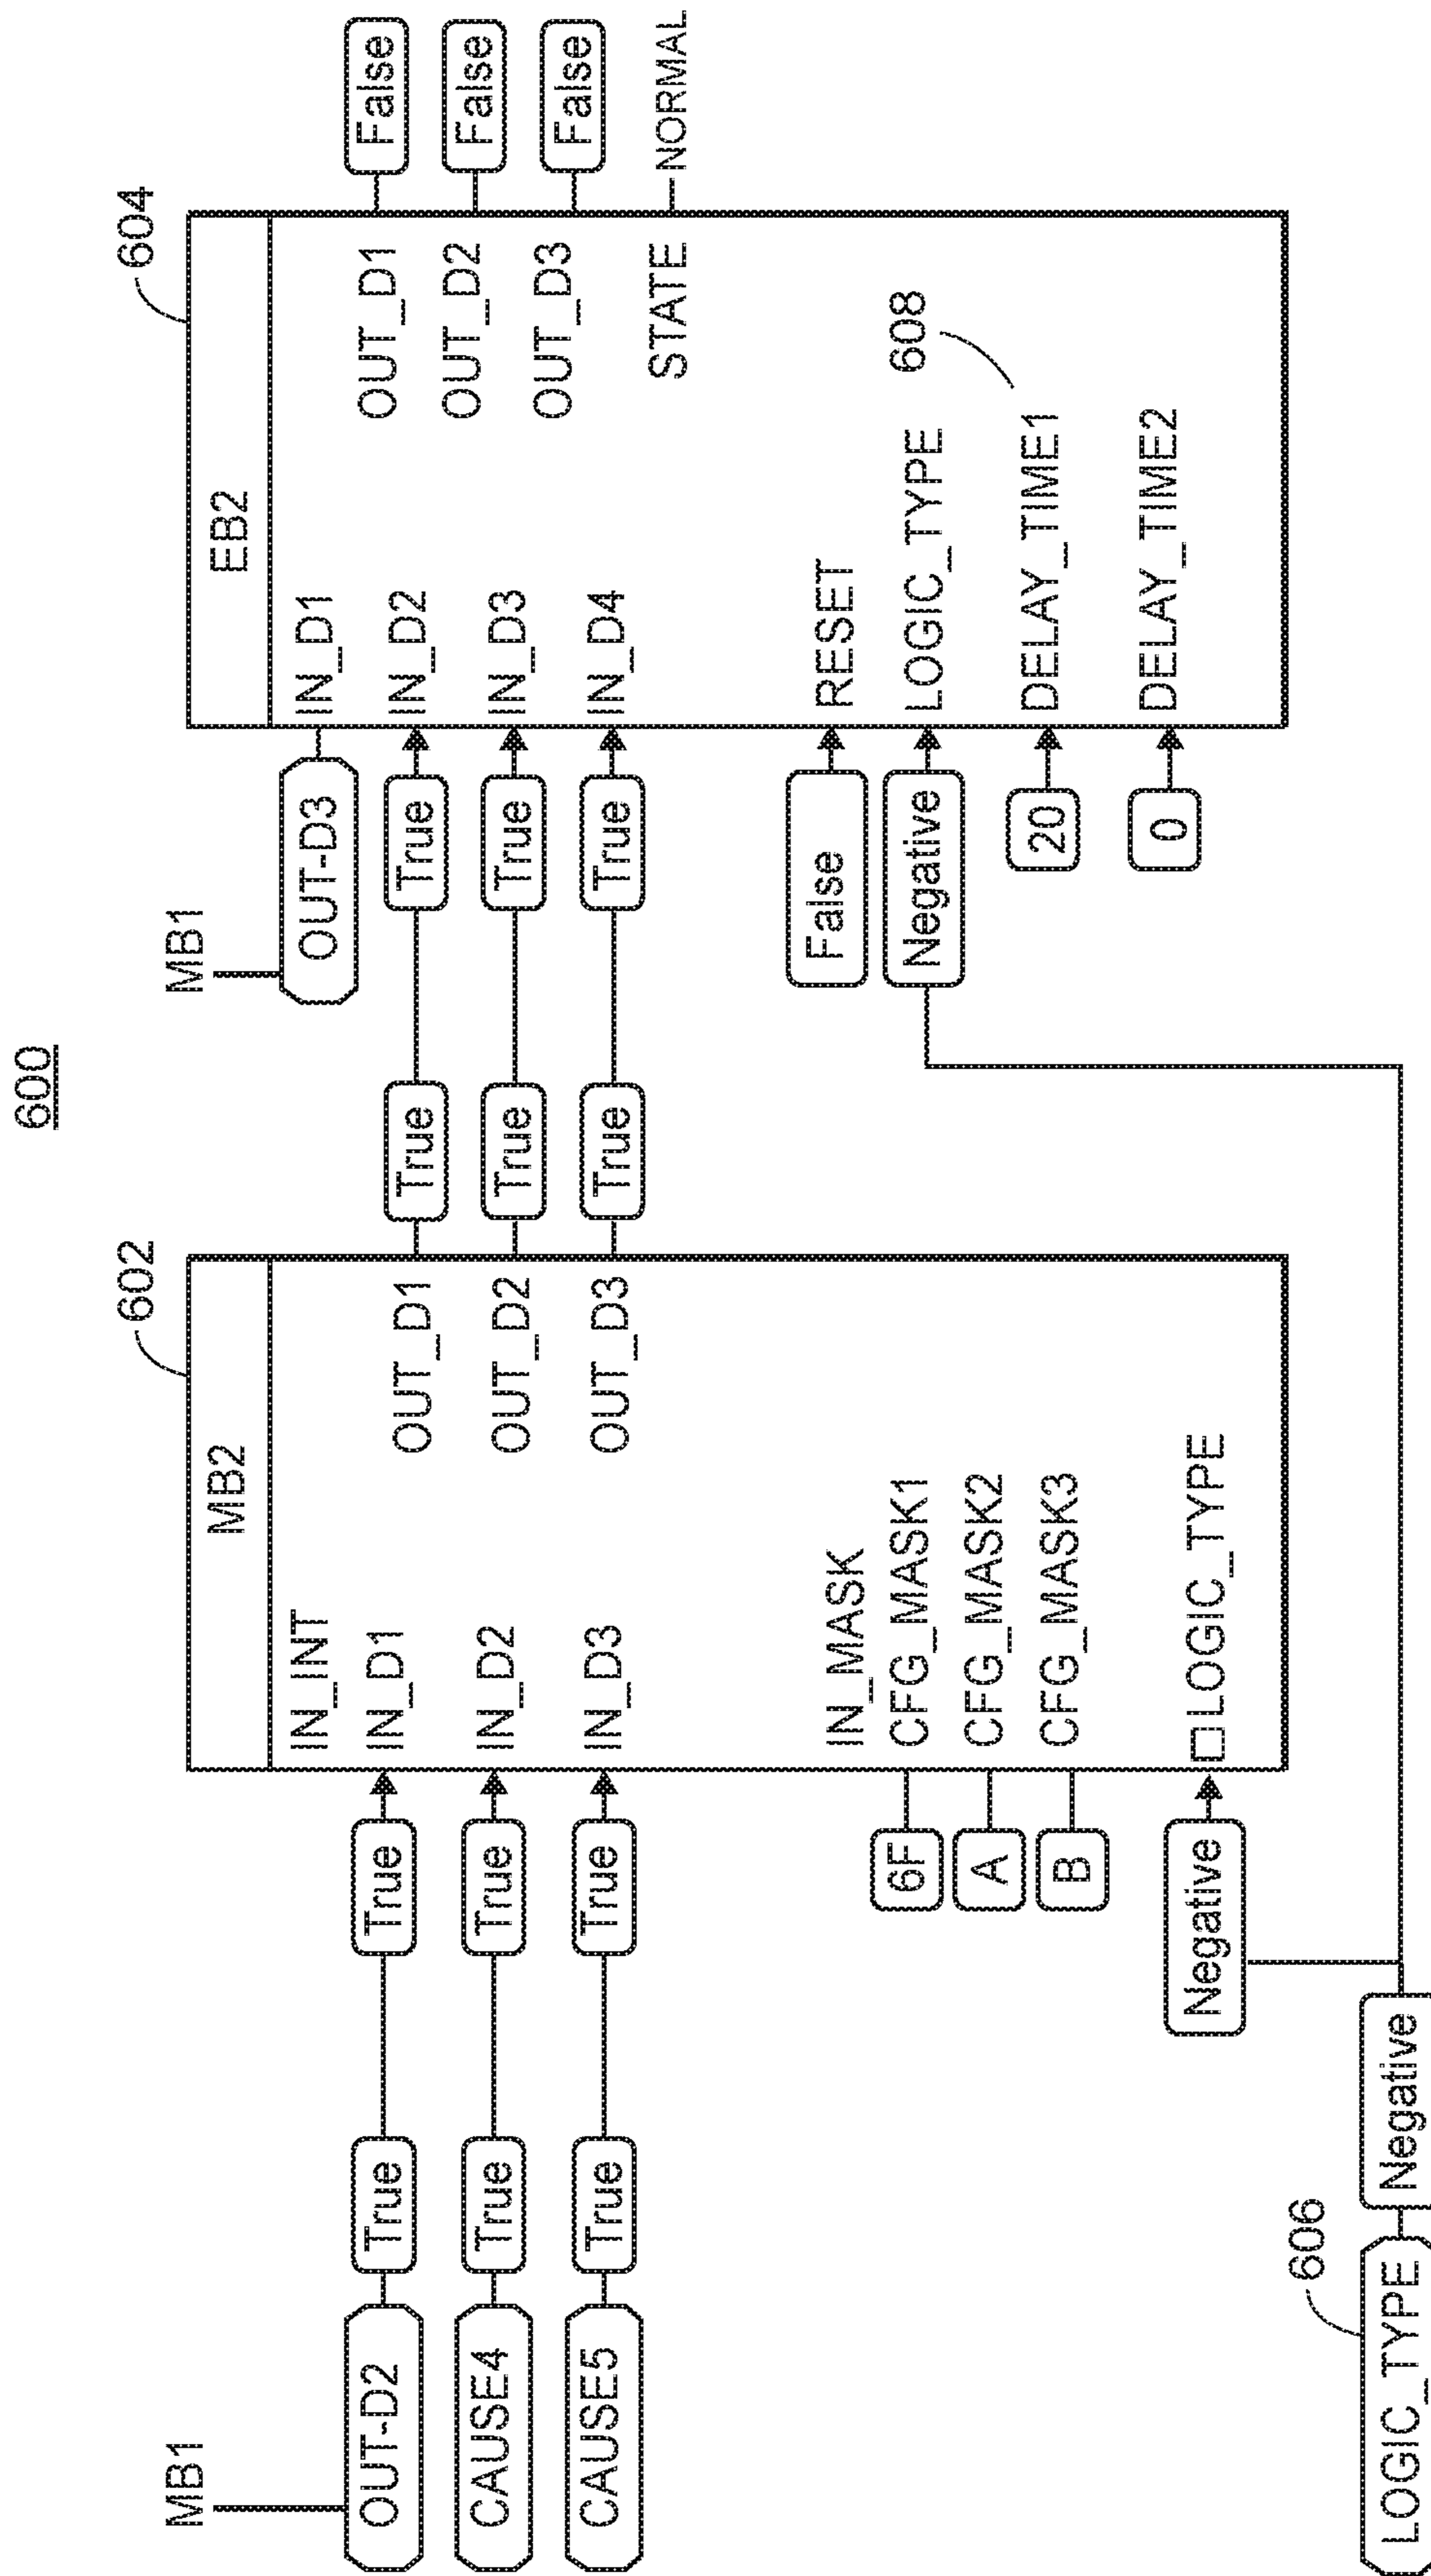 600
602
604
MB1
MB2
MB1
EB2
OUT-D2
True
True
IN_INT
IN_D1
OUT_D1
True
True
CAUSE4
True
True
IN_D2
OUT_D2
True
True
CAUSE5
True
True
IN_D3
OUT_D3
True
True
OUT-D3
IN_D1
IN_D2
IN_D3
IN_D4
OUT_D1
False
OUT_D2
False
OUT_D3
False
STATE
NORMAL
IN_MASK
6F
CFG_MASK1
A
CFG_MASK2
B
CFG_MASK3
Negative
LOGIC_TYPE
False
RESET
Negative
LOGIC_TYPE
608
20
DELAY_TIME1
0
DELAY_TIME2
606
LOGIC_TYPE
Negative